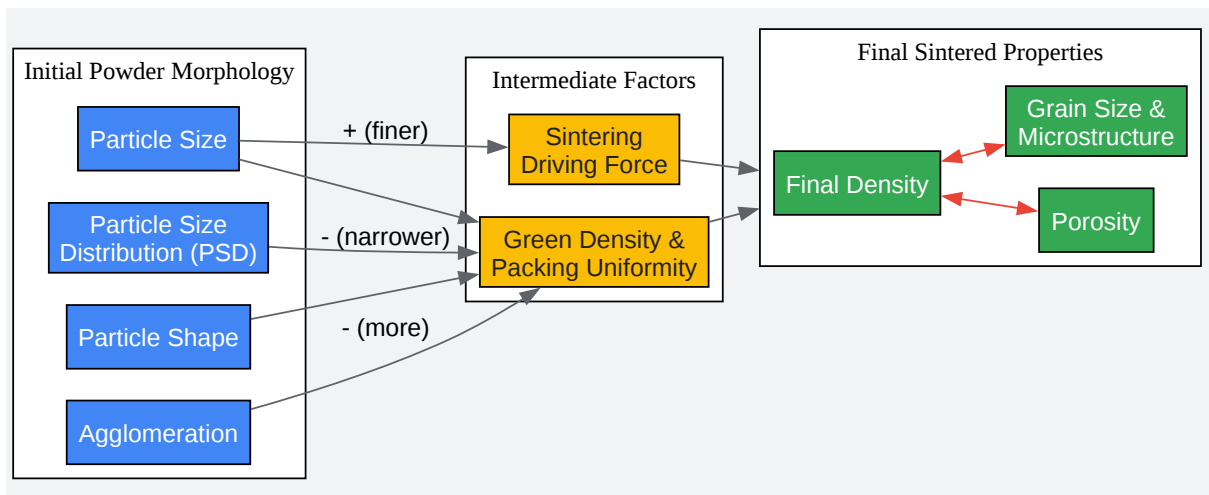 Initial Powder Morphology
Particle Size
Particle Size
Distribution (PSD)
Particle Shape
Agglomeration
+ (finer)
- (narrower)
- (more)
Intermediate Factors
Sintering
Driving Force
Green Density &
Packing Uniformity
Final Sintered Properties
Final Density
Grain Size &
Microstructure
Porosity